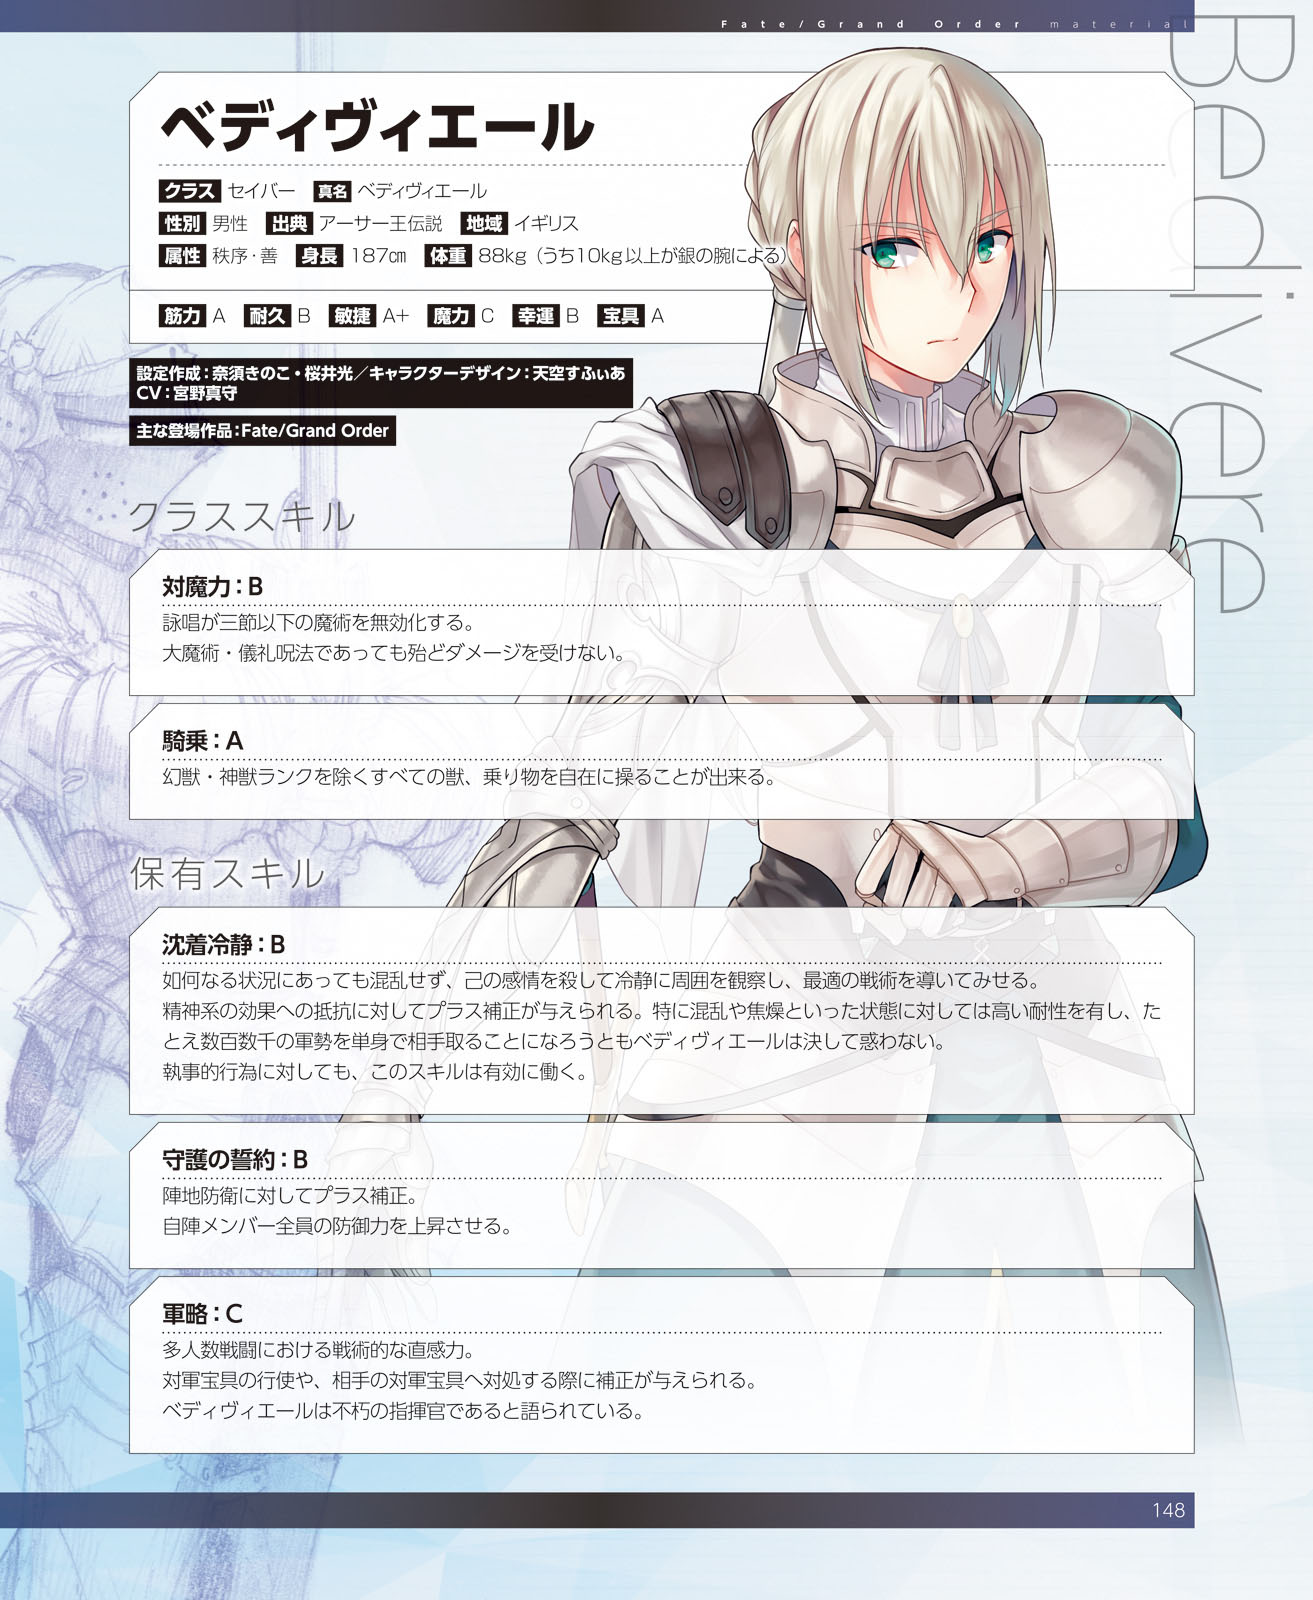 Fate/Grand Order material
Bedivere
ベディヴィエール
クラス セイバー 真名 ベディヴィエール
性別 男性 出典 アーサー王伝説 地域 イギリス
属性 秩序・善 身長 187㎝ 体重 88kg（うち10kg以上が銀の腕による）
筋力 A 耐久 B 敏捷 A+ 魔力 C 幸運 B 宝具 A
設定作成：奈須きのこ・桜井光／キャラクターデザイン：天空すふぃあ
CV：宮野真守
主な登場作品：Fate/Grand Order
クラススキル
対魔力：B
詠唱が三節以下の魔術を無効化する。
大魔術・儀礼呪法であっても殆どダメージを受けない。
騎乗：A
幻獣・神獣ランクを除くすべての獣、乗り物を自在に操ることが出来る。
保有スキル
沈着冷静：B
如何なる状況にあっても混乱せず、己の感情を殺して冷静に周囲を観察し、最適の戦術を導いてみせる。
精神系の効果への抵抗に対してプラス補正が与えられる。特に混乱や焦燥といった状態に対しては高い耐性を有し、た
とえ数百数千の軍勢を単身で相手取ることになろうともベディヴィエールは決して惑わない。
執事的行為に対しても、このスキルは有効に働く。
守護の誓約：B
陣地防衛に対してプラス補正。
自陣メンバー全員の防御力を上昇させる。
軍略：C
多人数戦闘における戦術的な直感力。
対軍宝具の行使や、相手の対軍宝具へ対処する際に補正が与えられる。
ベディヴィエールは不朽の指揮官であると語られている。
148